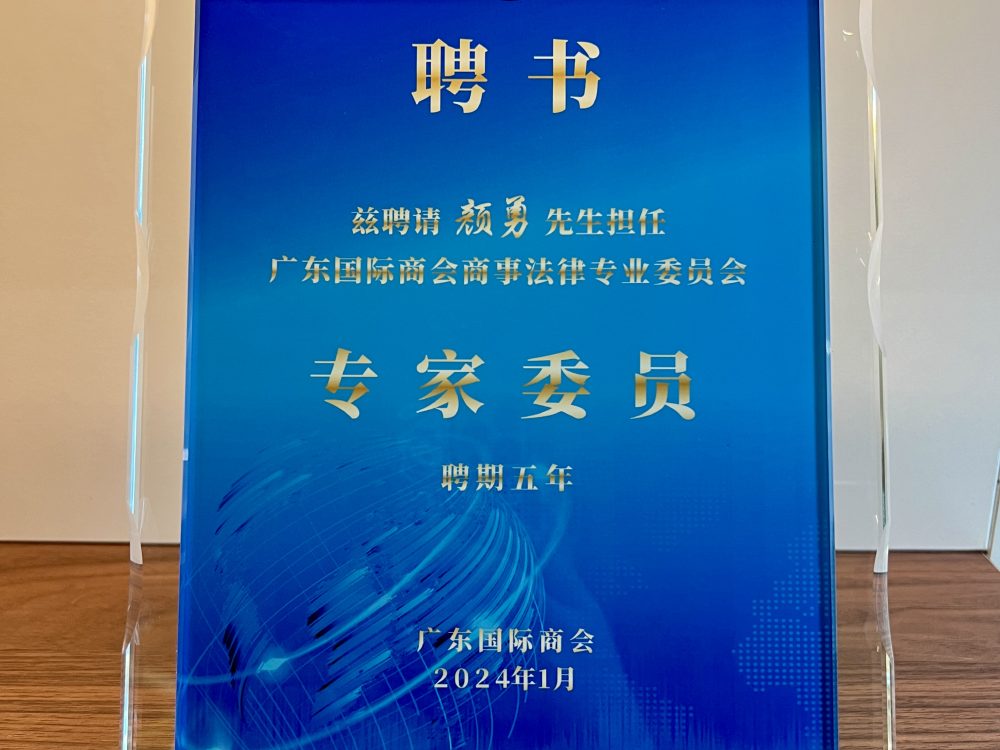 聘书
兹聘请 颜勇 先生担任
广东国际商会商事法律专业委员会
专家委员
聘期五年
广东国际商会
2024年1月